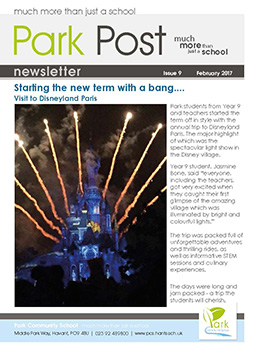 much more than just a school
Park Post
much
more than
just a school
newsletter
Issue 9
February 2017
Starting the new term with a bang....
Visit to Disneyland Paris
Park students from Year 9
and teachers started the
term off in style with the
annual trip to Disneyland
Paris. The major highlight
of which was the
spectacular light show in
the Disney village.
Year 9 student, Jasmine
Bone, said "everyone,
including the teachers,
got very excited when
they caught their first
glimpse of the amazing
village which was
illuminated by bright and
colourful lights."
The trip was packed full of
unforgettable adventures
and thrilling rides, as
well as informative STEM
sessions and culinary
experiences.
The days were long and
jam packed - a trip the
students will cherish.
Park Community School
Middle Park Way, Havant, PO9 4BU
www.pcs.hants.sch.uk
Park